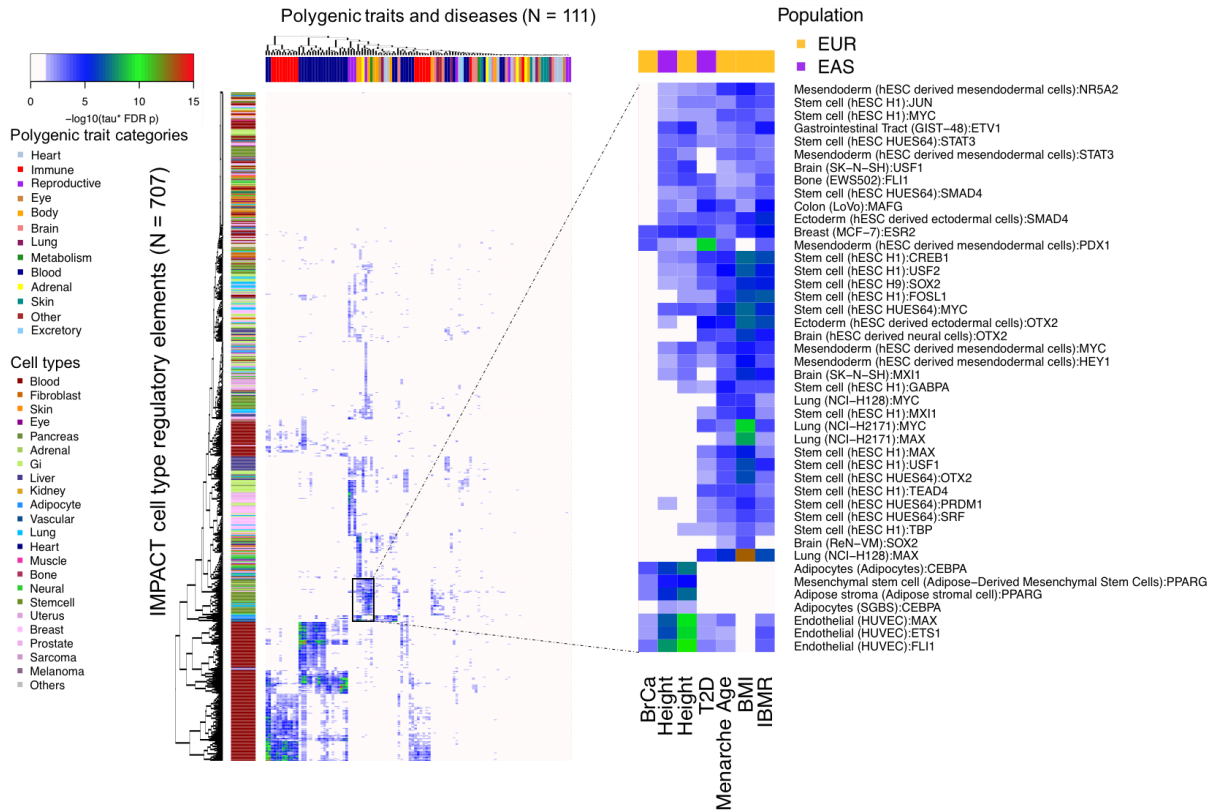 Polygenic traits and diseases (N = 111)
Population
EUR
EAS
0 5 10 15
−log10(tau* FDR p)
Polygenic trait categories
Heart
Immune
Reproductive
Eye
Body
Brain
Lung
Metabolism
Blood
Adrenal
Skin
Other
Excretory
Cell types
Blood
Fibroblast
Skin
Eye
Pancreas
Adrenal
Gi
Liver
Kidney
Adipocyte
Vascular
Lung
Heart
Muscle
Bone
Neural
Stemcell
Uterus
Breast
Prostate
Sarcoma
Melanoma
Others
IMPACT cell type regulatory elements (N = 707)
Mesendoderm (hESC derived mesendodermal cells):NR5A2
Stem cell (hESC H1):JUN
Stem cell (hESC H1):MYC
Gastrointestinal Tract (GIST−48):ETV1
Stem cell (hESC HUES64):STAT3
Mesendoderm (hESC derived mesendodermal cells):STAT3
Brain (SK−N−SH):USF1
Bone (EWS502):FLI1
Stem cell (hESC HUES64):SMAD4
Colon (LoVo):MAFG
Ectoderm (hESC derived ectodermal cells):SMAD4
Breast (MCF−7):ESR2
Mesendoderm (hESC derived mesendodermal cells):PDX1
Stem cell (hESC H1):CREB1
Stem cell (hESC H1):USF2
Stem cell (hESC H9):SOX2
Stem cell (hESC H1):FOSL1
Stem cell (hESC HUES64):MYC
Ectoderm (hESC derived ectodermal cells):OTX2
Brain (hESC derived neural cells):OTX2
Mesendoderm (hESC derived mesendodermal cells):MYC
Mesendoderm (hESC derived mesendodermal cells):HEY1
Brain (SK−N−SH):MXI1
Stem cell (hESC H1):GABPA
Lung (NCI−H128):MYC
Stem cell (hESC H1):MXI1
Lung (NCI−H2171):MYC
Lung (NCI−H2171):MAX
Stem cell (hESC H1):MAX
Stem cell (hESC H1):USF1
Stem cell (hESC HUES64):OTX2
Stem cell (hESC H1):TEAD4
Stem cell (hESC HUES64):PRDM1
Stem cell (hESC HUES64):SRF
Stem cell (hESC H1):TBP
Brain (ReN−VM):SOX2
Lung (NCI−H128):MAX
Adipocytes (Adipocytes):CEBPA
Mesenchymal stem cell (Adipose−Derived Mesenchymal Stem Cells):PPARG
Adipose stroma (Adipose stromal cell):PPARG
Adipocytes (SGBS):CEBPA
Endothelial (HUVEC):MAX
Endothelial (HUVEC):ETS1
Endothelial (HUVEC):FLI1
BrCa
Height
Height
T2D
Menarche Age
BMI
IBMR